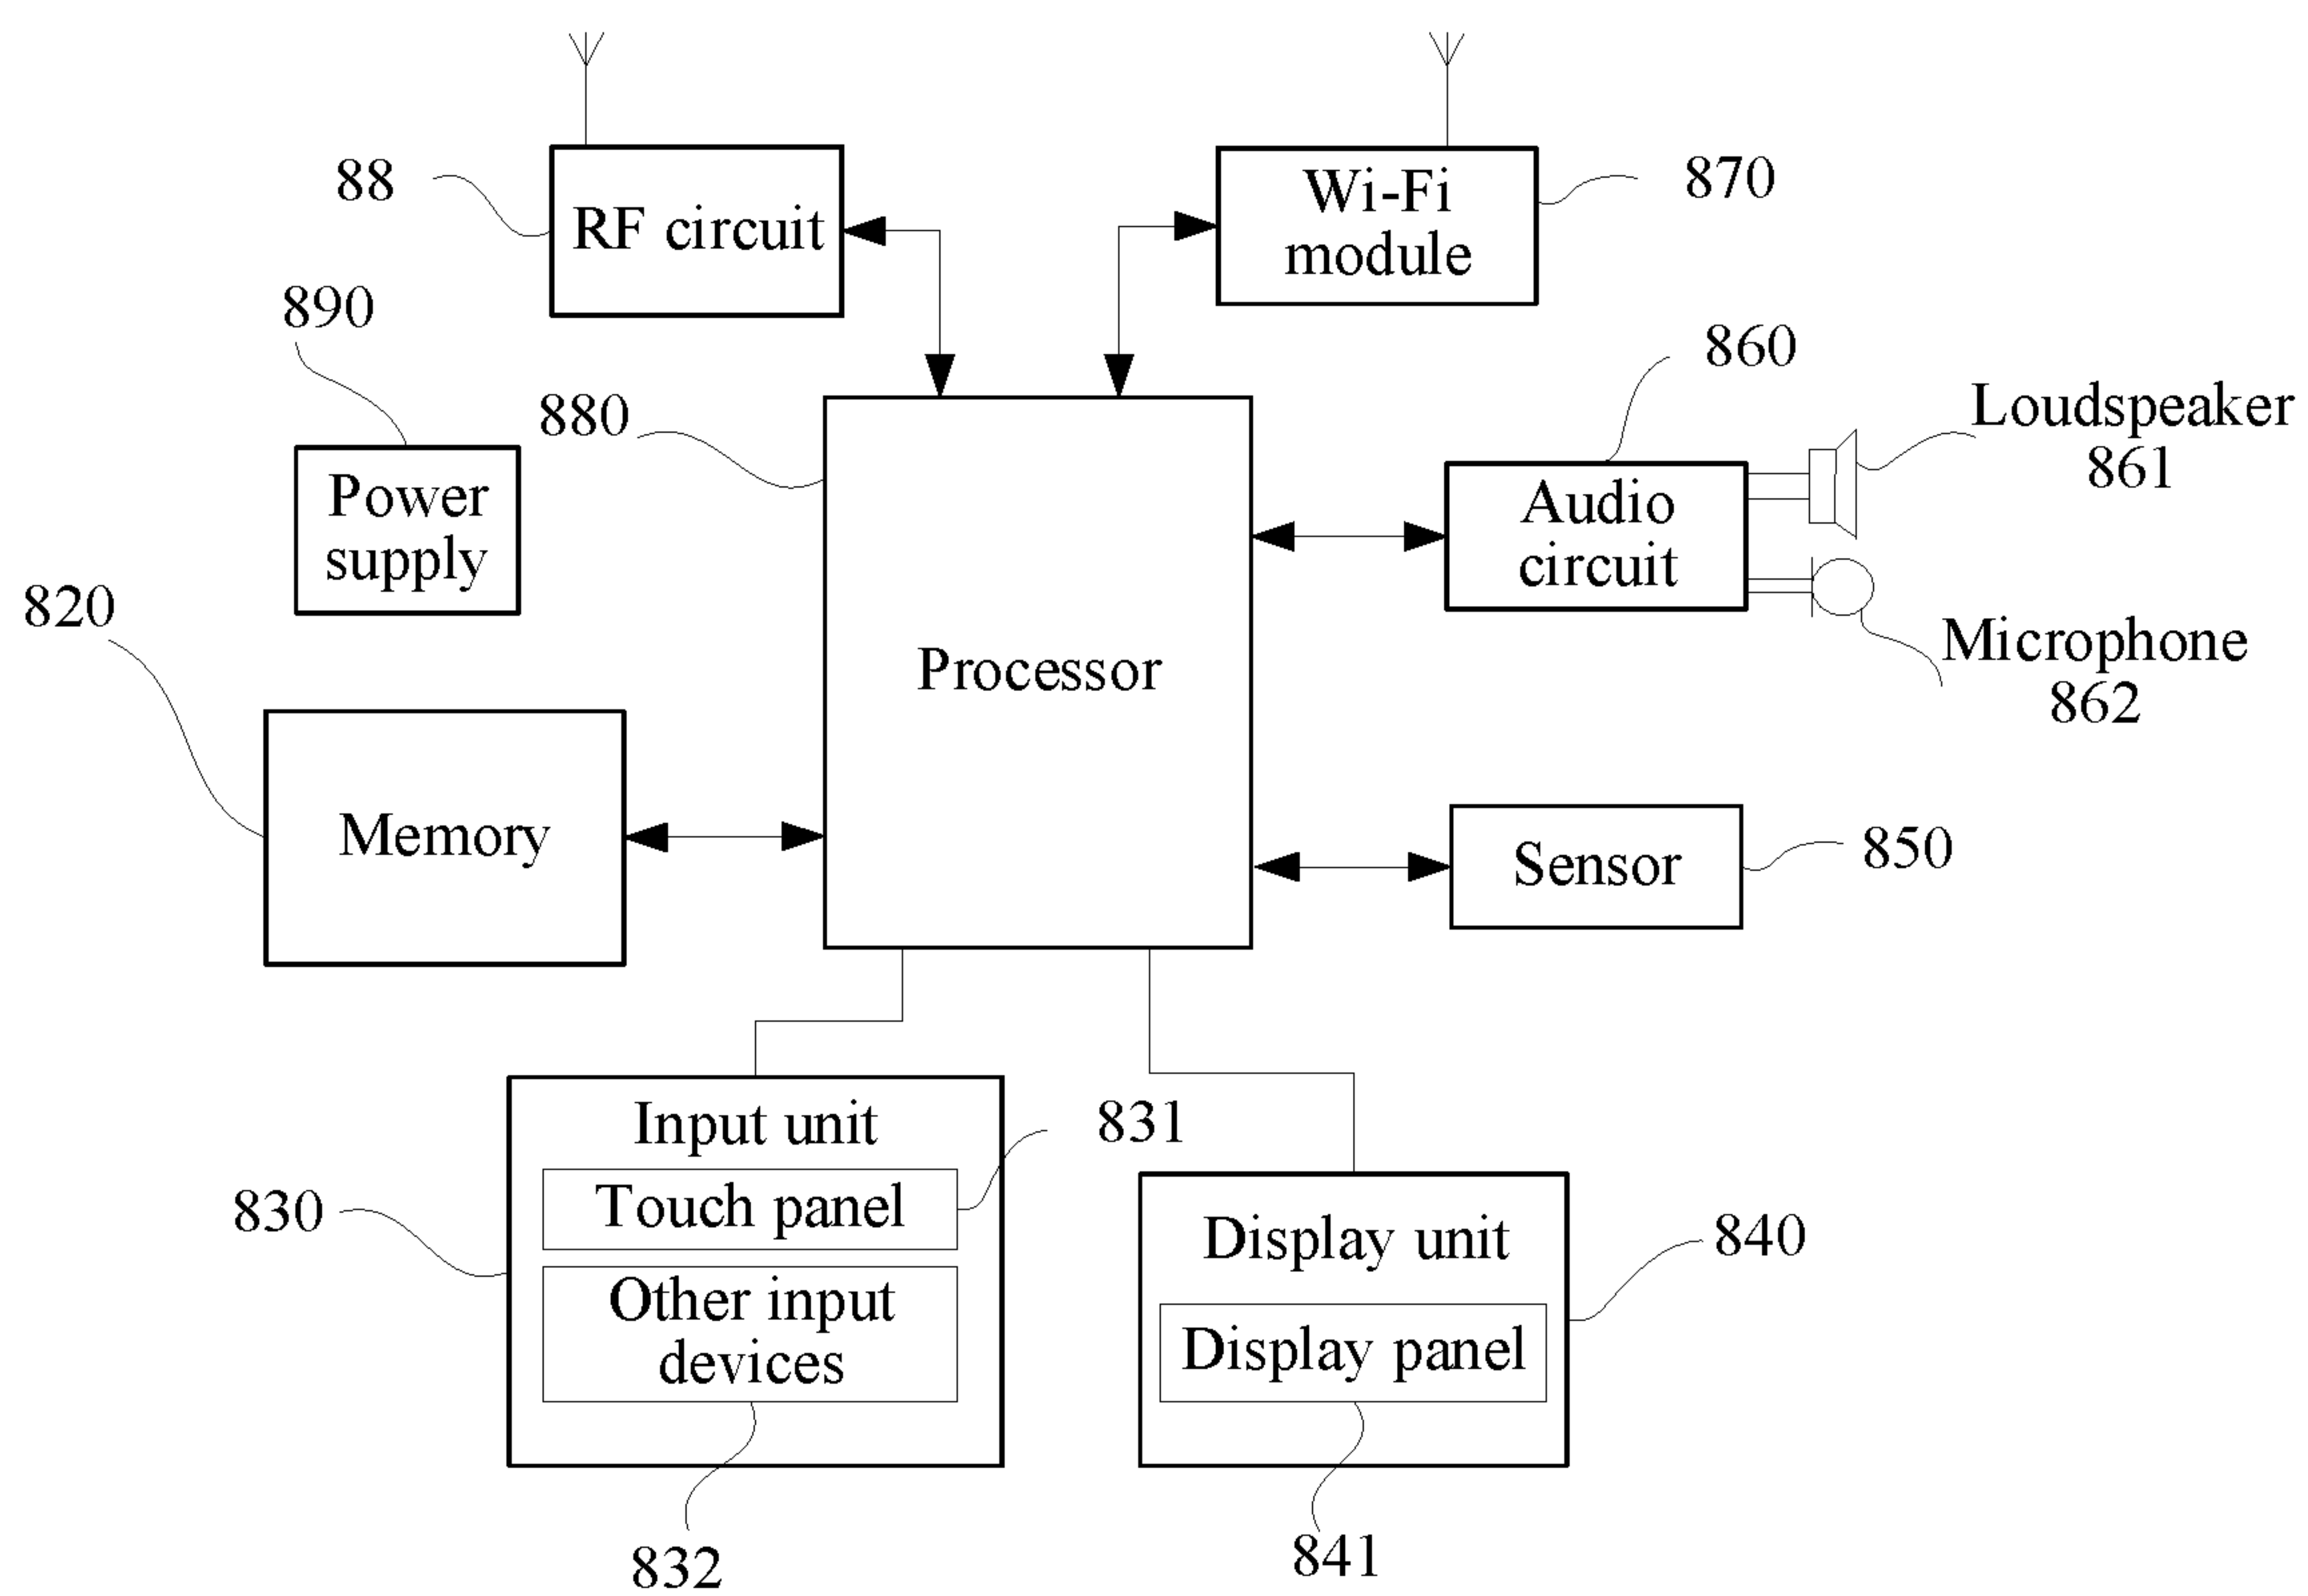 88
RF circuit
Wi-Fi
module
870
890
Power
supply
880
Processor
860
Audio
circuit
Loudspeaker
861
Microphone
862
820
Memory
Sensor
850
830
Input unit
Touch panel
831
Other input
devices
832
Display unit
840
Display panel
841